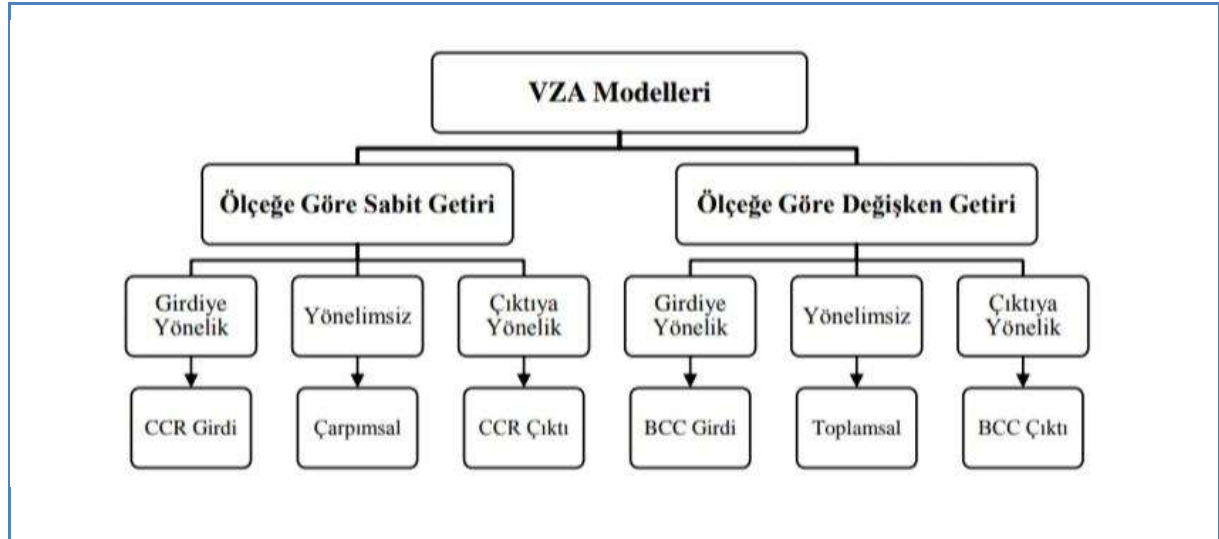 VZA Modelleri
Ölçeğe Göre Sabit Getiri
Ölçeğe Göre Değişken Getiri
Girdiye
Yönelik
Yönelimsiz
Çıktıya
Yönelik
Girdiye
Yönelik
Yönelimsiz
Çıktıya
Yönelik
CCR Girdi
Çarpımsal
CCR Çıktı
BCC Girdi
Toplamsal
BCC Çıktı